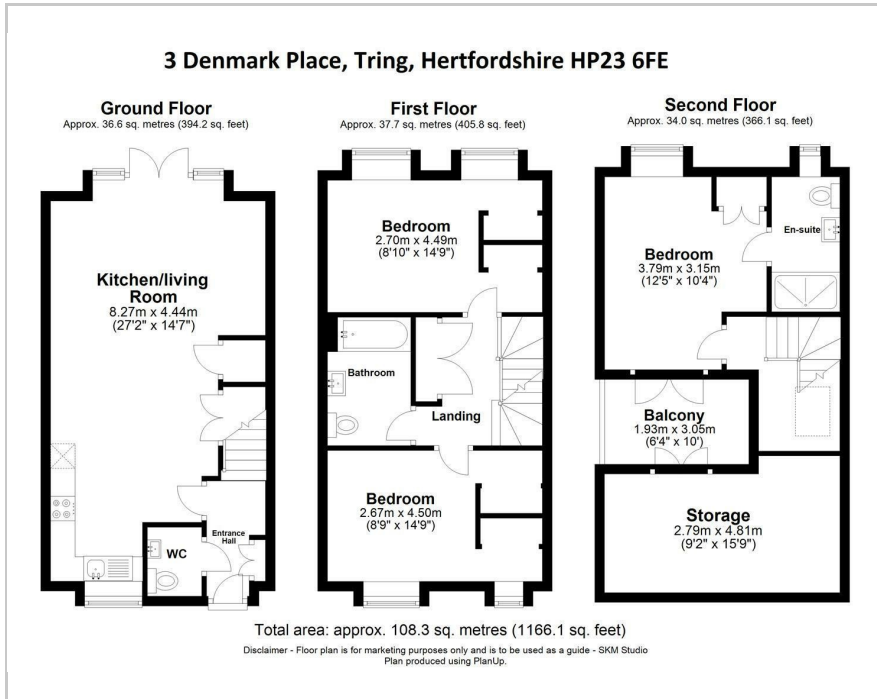 3 Denmark Place, Tring, Hertfordshire HP23 6FE
Ground Floor
Approx. 36.6 sq. metres (394.2 sq. feet)
Kitchen/living
Room
8.27m x 4.44m
(27'2" x 14'7")
WC
Entrance
Hall
First Floor
Approx. 37.7 sq. metres (405.8 sq. feet)
Bedroom
2.70m x 4.49m
(8'10" x 14'9")
Bathroom
Landing
Bedroom
2.67m x 4.50m
(8'9" x 14'9")
Second Floor
Approx. 34.0 sq. metres (366.1 sq. feet)
Bedroom
3.79m x 3.15m
(12'5" x 10'4")
En-suite
Balcony
1.93m x 3.05m
(6'4" x 10')
Storage
2.79m x 4.81m
(9'2" x 15'9")
Total area: approx. 108.3 sq. metres (1166.1 sq. feet)
Disclaimer - Floor plan is for marketing purposes only and is to be used as a guide - SKM Studio
Plan produced using PlanUp.